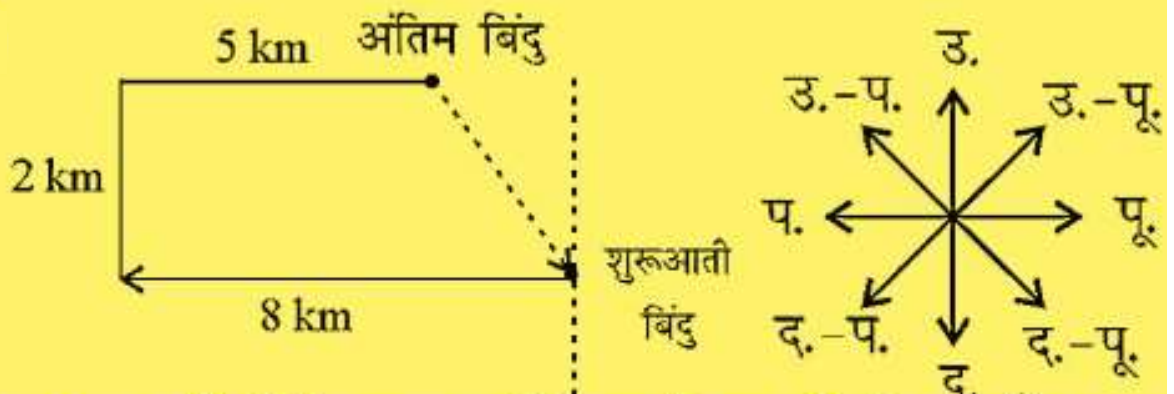 5 km
अंतिम बिंदु
2 km
8 km
शुरूआती
बिंदु
उ.
उ.-प.
उ.-पू.
प.
पू.
द.-प.
द.-पू.
द.